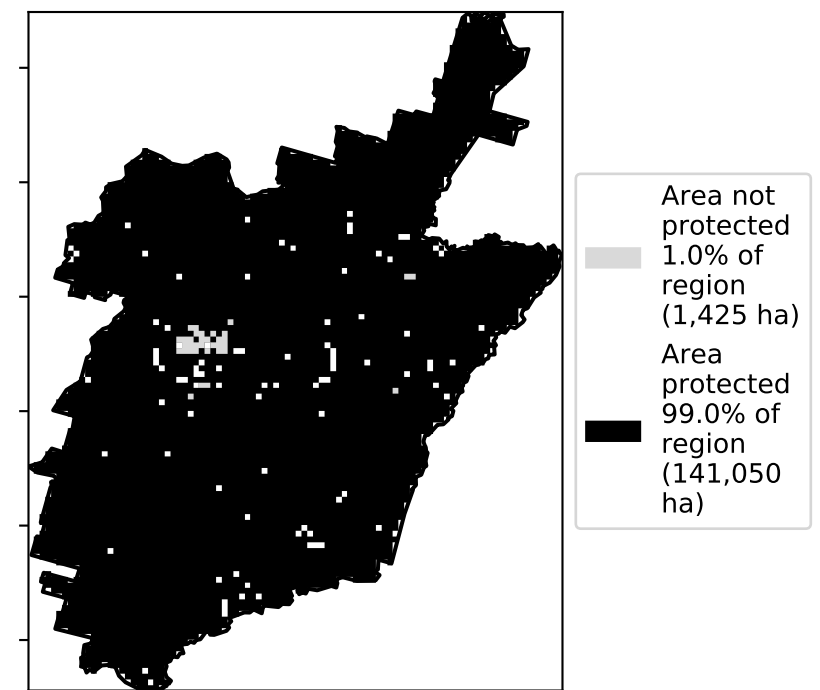 Area not
protected
1.0% of
region
(1,425 ha)
Area
protected
99.0% of
region
(141,050
ha)